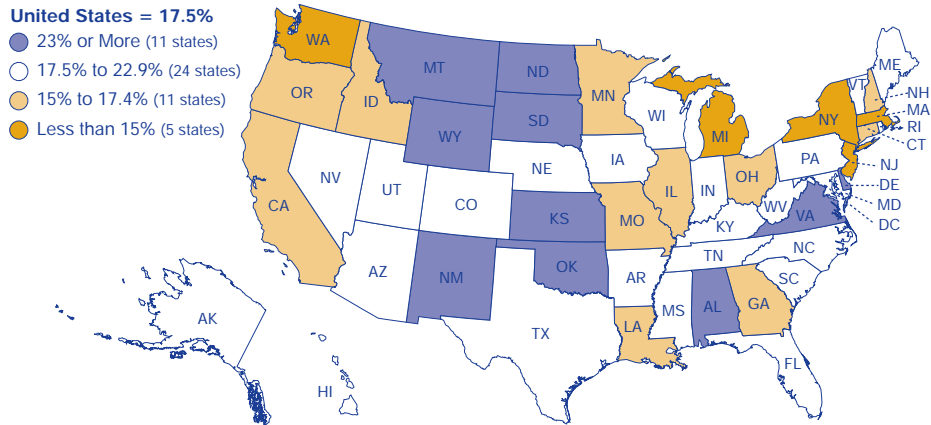 United States = 17.5%
23% or More (11 states)
17.5% to 22.9% (24 states)
15% to 17.4% (11 states)
Less than 15% (5 states)
WA
MT
ND
MN
ME
VT
NH
OR
ID
SD
WI
NY
MA
MI
RI
WY
CT
IA
PA
NJ
NE
NV
OH
UT
IL
IN
DE
CO
MD
CA
WV
VA
KS
MO
DC
KY
NC
TN
AZ
NM
OK
AR
SC
MS
AL
GA
AK
LA
TX
FL
HI